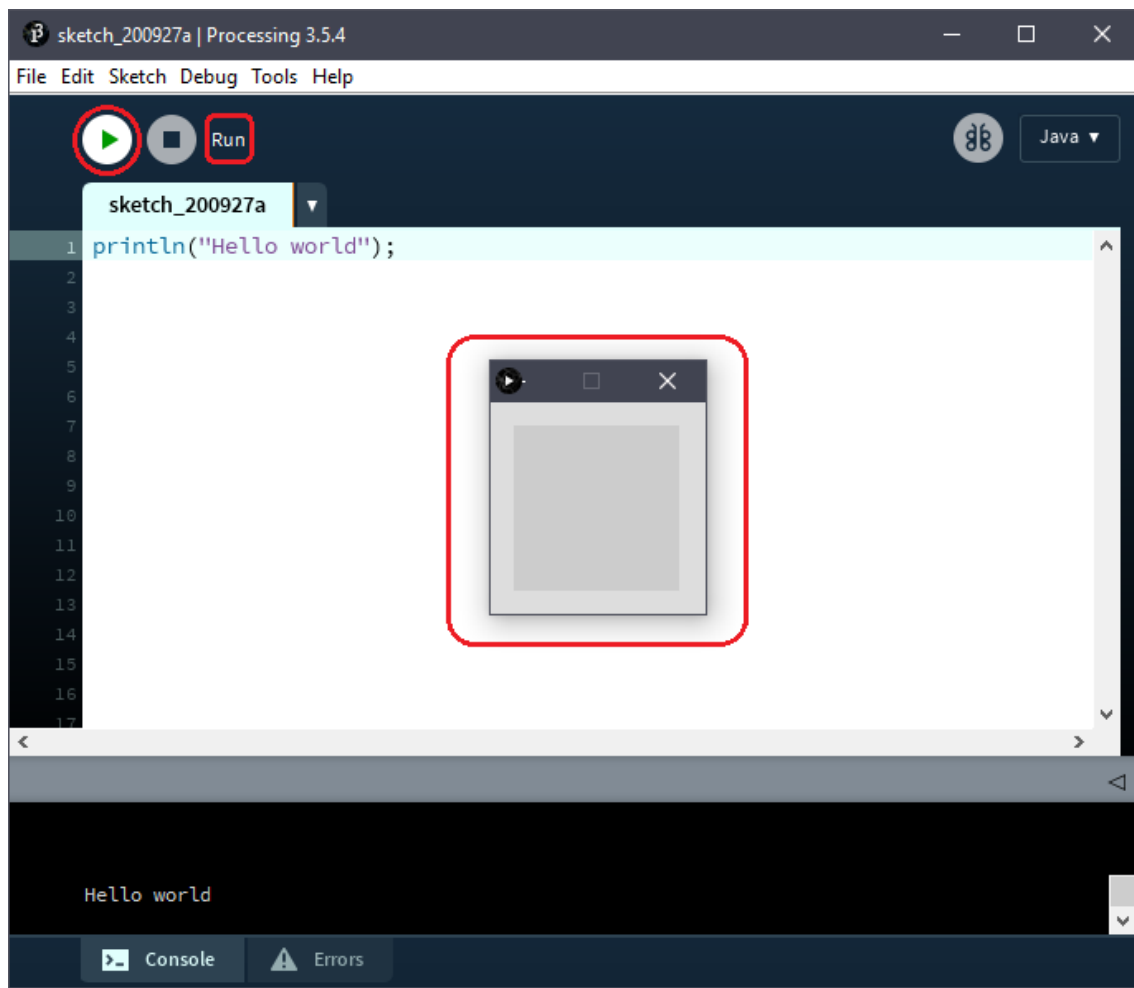 sketch_200927a | Processing 3.5.4
File Edit Sketch Debug Tools Help
Run
Java
sketch_200927a
1 println("Hello world");
2
3
4
5
6
7
8
9
10
11
12
13
14
15
16
17
Hello world
Console Errors